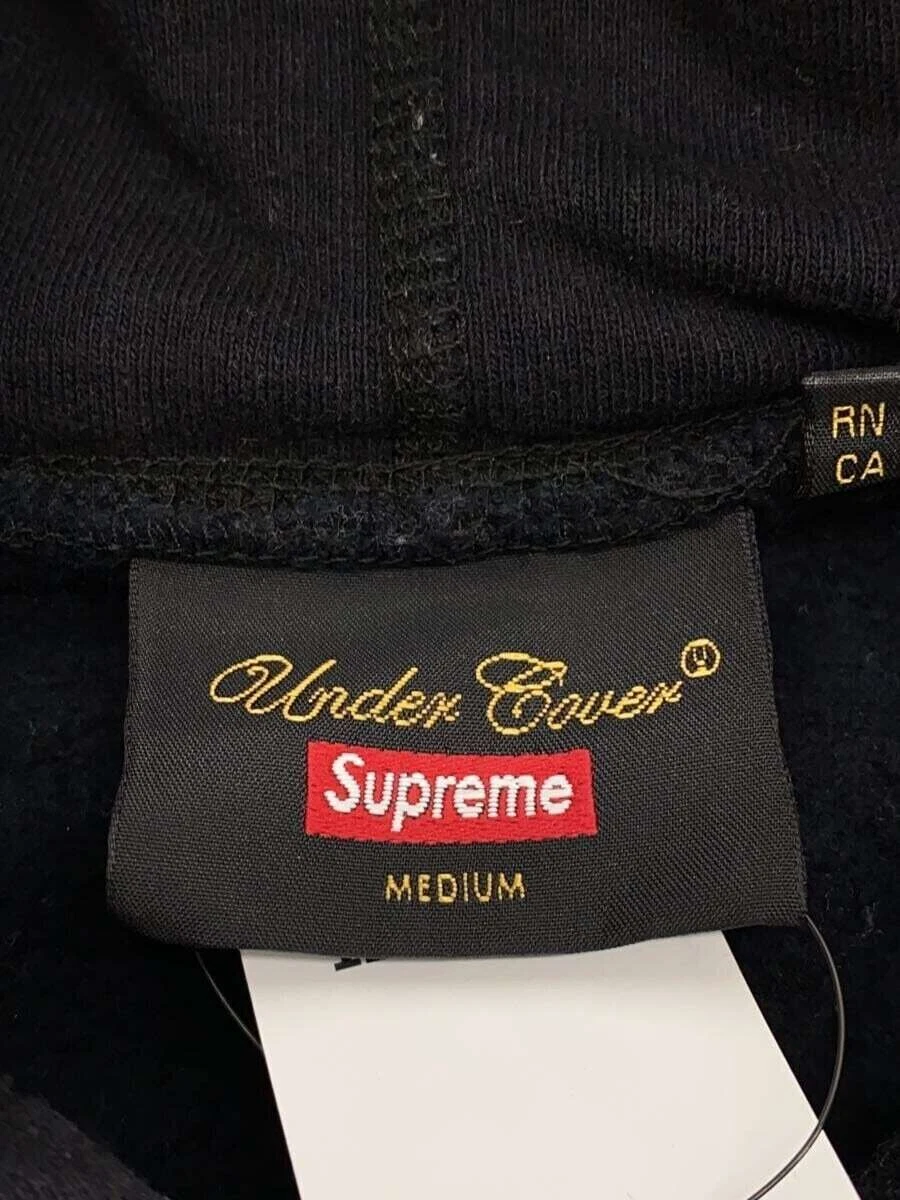 RN
CA
Under Cover
Supreme
MEDIUM